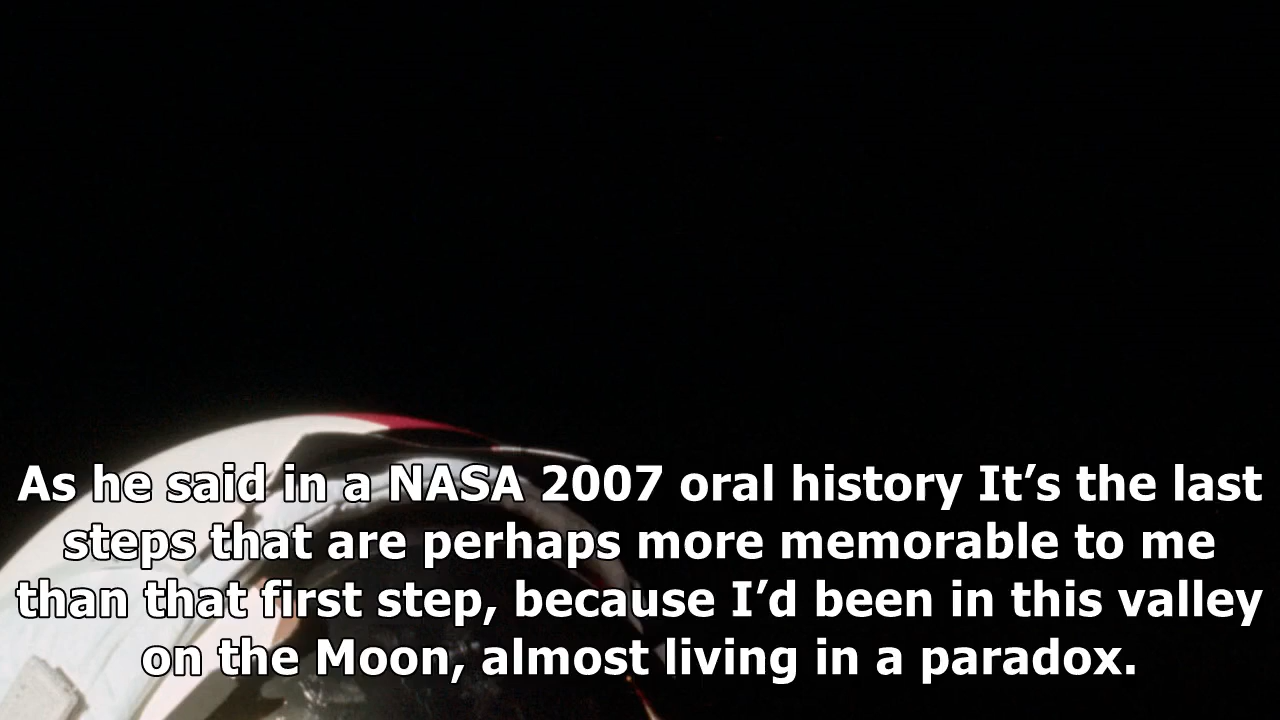 As he said in a NASA 2007 oral history It’s the last
steps that are perhaps more memorable to me
than that first step, because I’d been in this valley
on the Moon, almost living in a paradox.